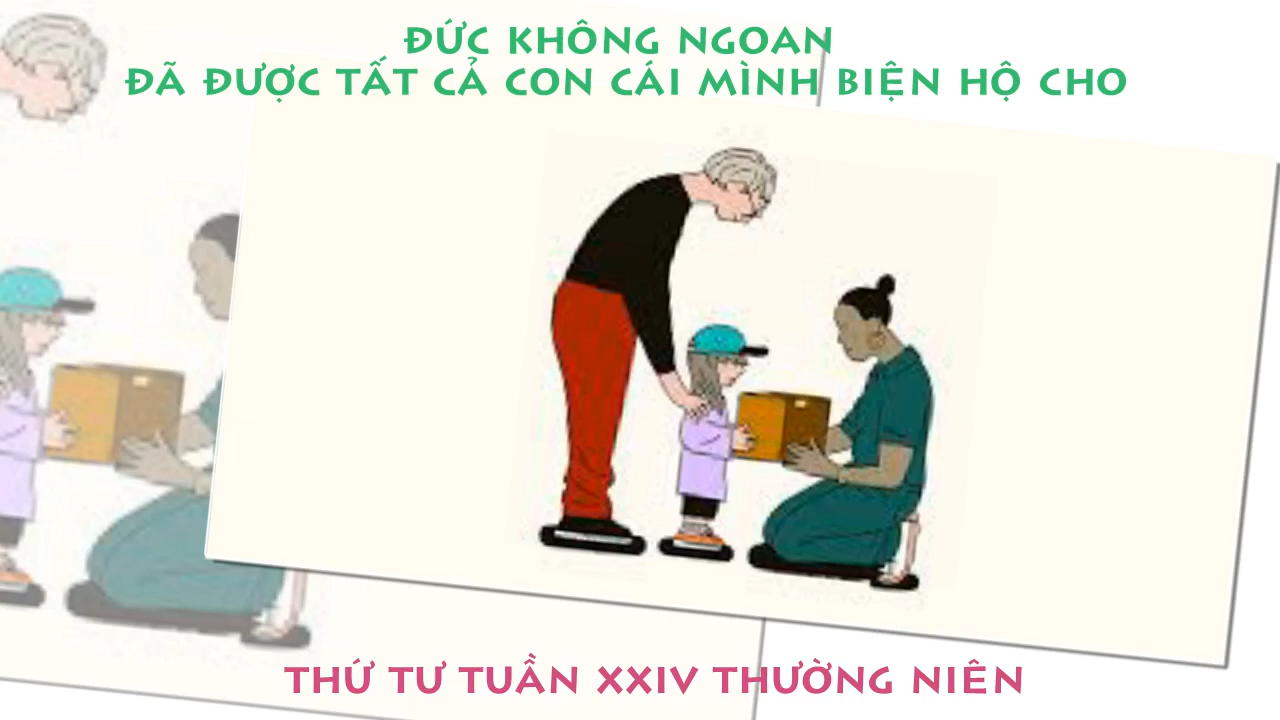 ĐỨC KHÔNG NGOAN
ĐÃ ĐƯỢC TẤT CẢ CON CÁI MÌNH BIỆN HỘ CHO
THỨ TƯ TUẦN XXIV THƯỜNG NIÊN